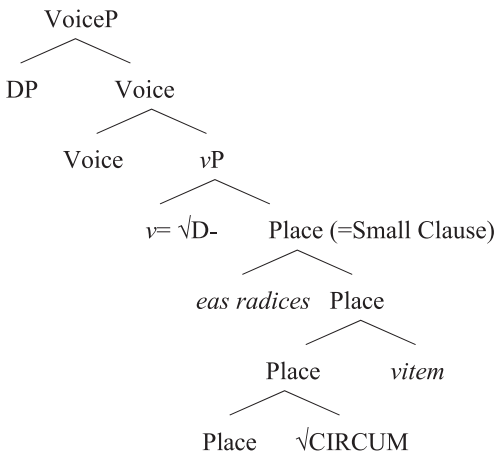 VoiceP
DP Voice
Voice vP
v= √D- Place (=Small Clause)
eas radices Place
Place vitem
Place √CIRCUM